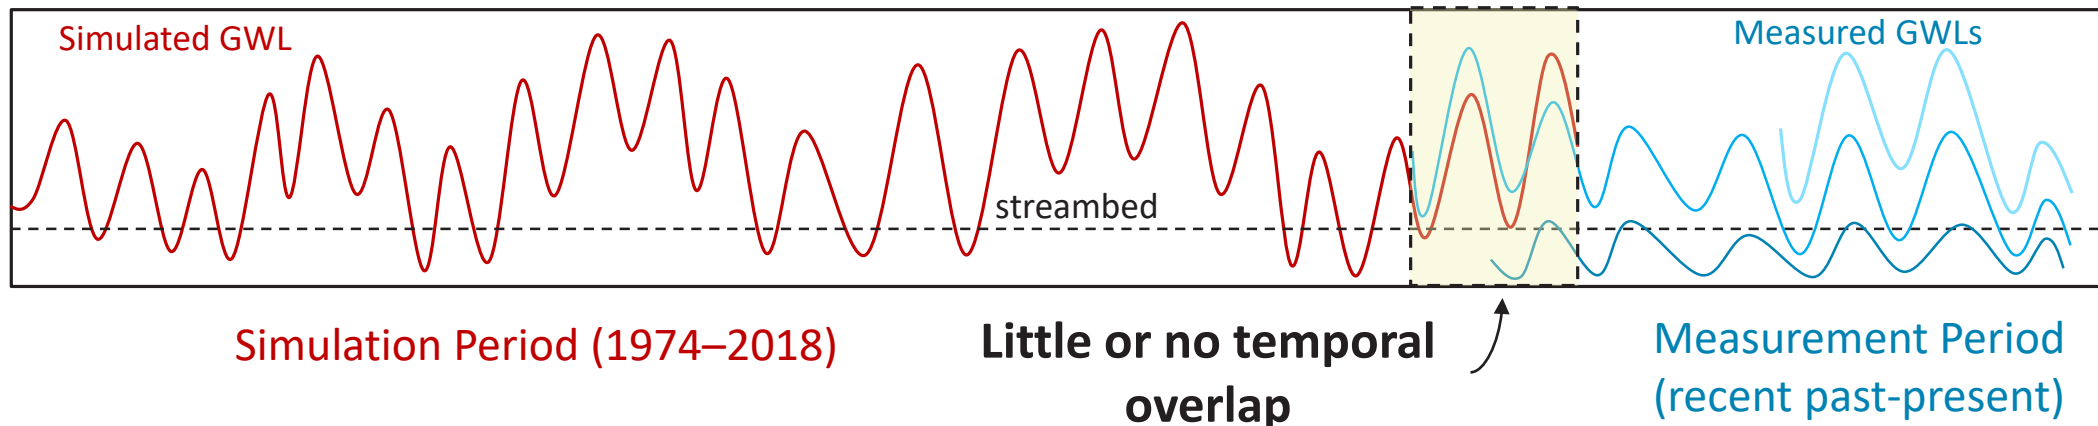 Simulated GWL
Measured GWLs
streambed
Simulation Period (1974–2018)
Little or no temporal
overlap
Measurement Period
(recent past-present)